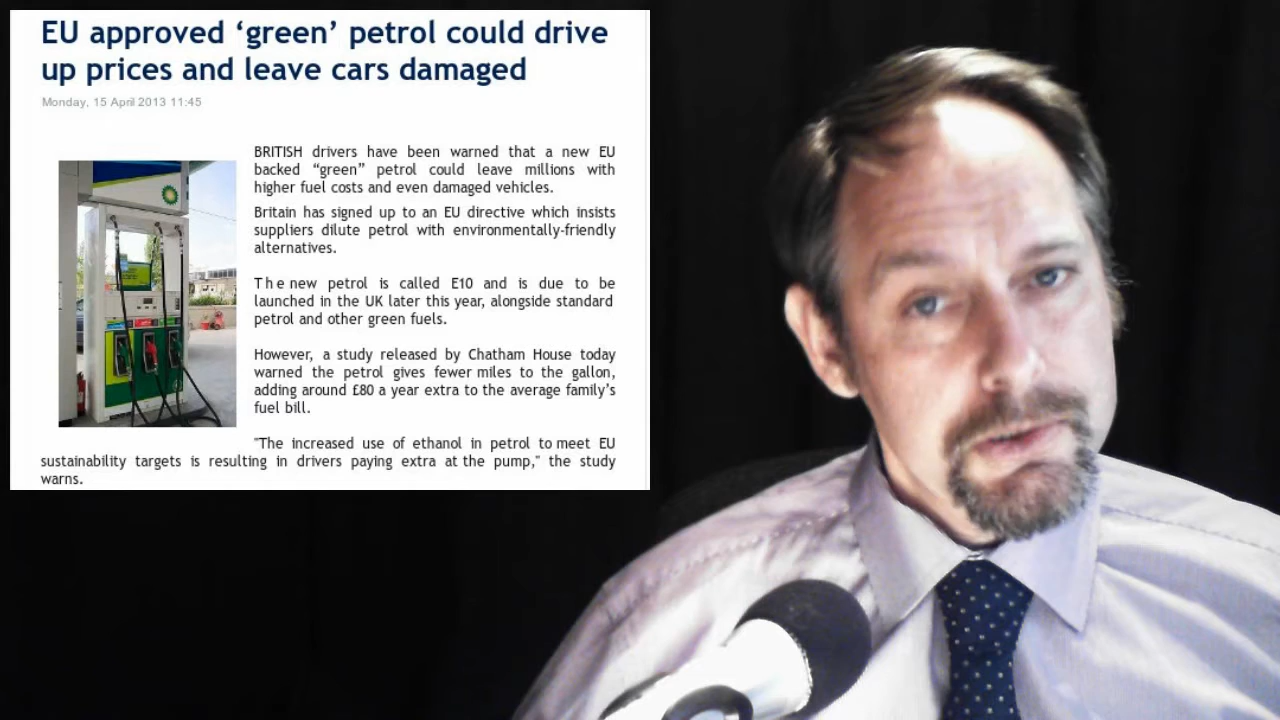 EU approved ‘green’ petrol could drive
up prices and leave cars damaged
Monday, 15 April 2013 11:45
BRITISH drivers have been warned that a new EU
backed “green” petrol could leave millions with
higher fuel costs and even damaged vehicles.
Britain has signed up to an EU directive which insists
suppliers dilute petrol with environmentally-friendly
alternatives.
The new petrol is called E10 and is due to be
launched in the UK later this year, alongside standard
petrol and other green fuels.
However, a study released by Chatham House today
warned the petrol gives fewer miles to the gallon,
adding around £80 a year extra to the average family’s
fuel bill.
"The increased use of ethanol in petrol to meet EU
sustainability targets is resulting in drivers paying extra at the pump," the study
warns.
bp